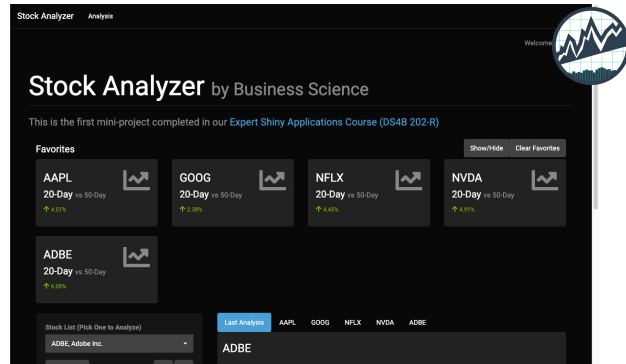 Stock Analyzer Analysis
Welcome
Stock Analyzer by Business Science
This is the first mini-project completed in our Expert Shiny Applications Course (DS4B 202-R)
Favorites Show/Hide Clear Favorites
AAPL
20-Day vs 50-Day
4.51%
GOOG
20-Day vs 50-Day
2.38%
NFLX
20-Day vs 50-Day
4.45%
NVDA
20-Day vs 50-Day
4.91%
ADBE
20-Day vs 50-Day
6.09%
Stock List (Pick One to Analyze)
ADBE, Adobe Inc.
Last Analysis AAPL GOOG NFLX NVDA ADBE
ADBE